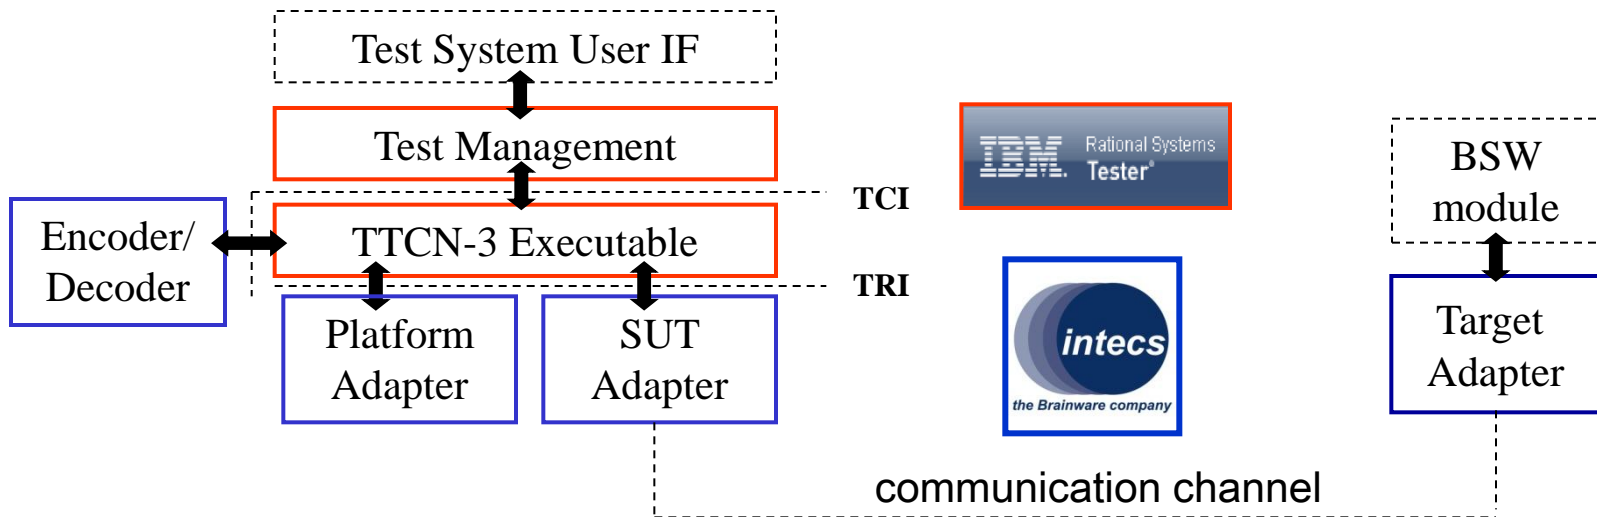 Test System User IF
Test Management
TCI
Encoder/
Decoder
TTCN-3 Executable
TRI
Platform
Adapter
SUT
Adapter
IBM.
Rational Systems
Tester®
intecs
the Brainware company
BSW
module
Target
Adapter
communication channel